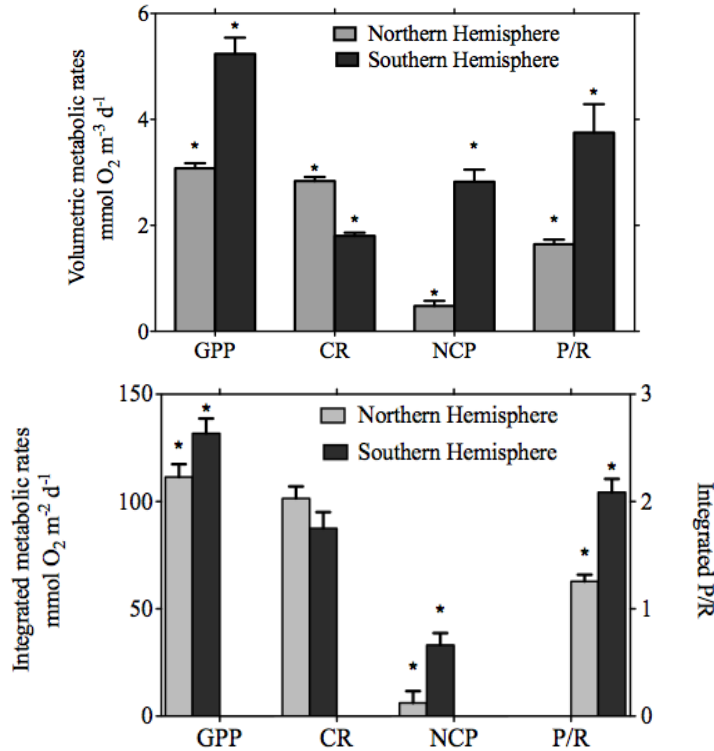 Volumetric metabolic rates
mmol O₂ m⁻³ d⁻¹
6
4
2
0
Northern Hemisphere
Southern Hemisphere
*
*
*
*
*
*
*
*
GPP
CR
NCP
P/R
Integrated metabolic rates
mmol O₂ m⁻² d⁻¹
150
100
50
0
Northern Hemisphere
Southern Hemisphere
*
*
*
*
*
*
3
2
1
0
Integrated P/R
GPP
CR
NCP
P/R